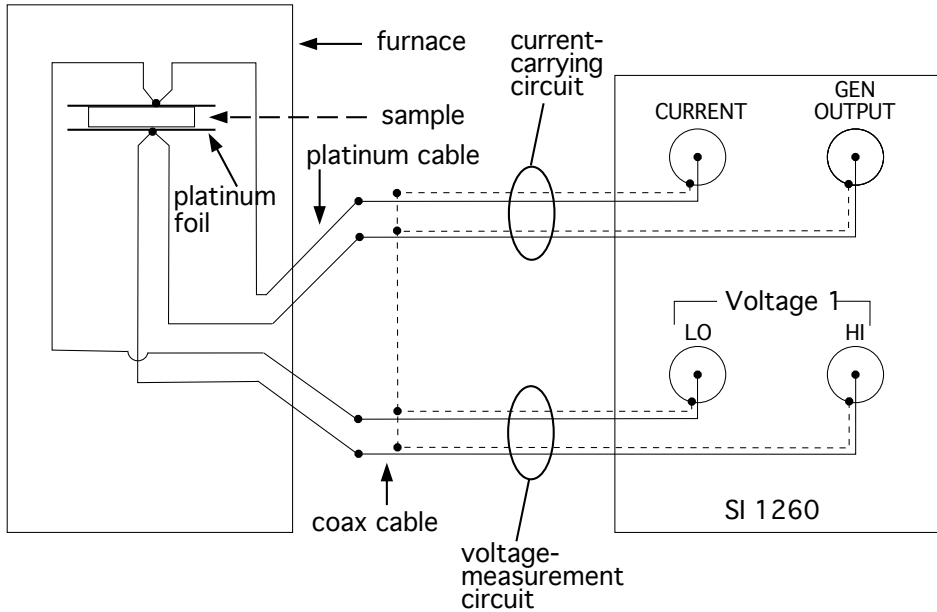 furnace
current-
carrying
circuit
sample
CURRENT
GEN
OUTPUT
platinum cable
platinum
foil
Voltage 1
LO
HI
coax cable
SI 1260
voltage-
measurement
circuit